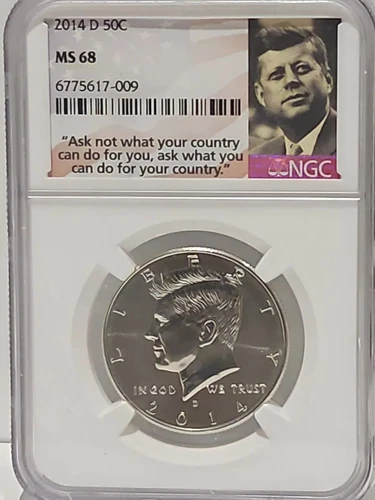 2014 D 50C
MS 68
6775617-009
"Ask not what your country
can do for you, ask what you
can do for your country."
NGC
LIBERTY
IN GOD WE TRUST
D
2014